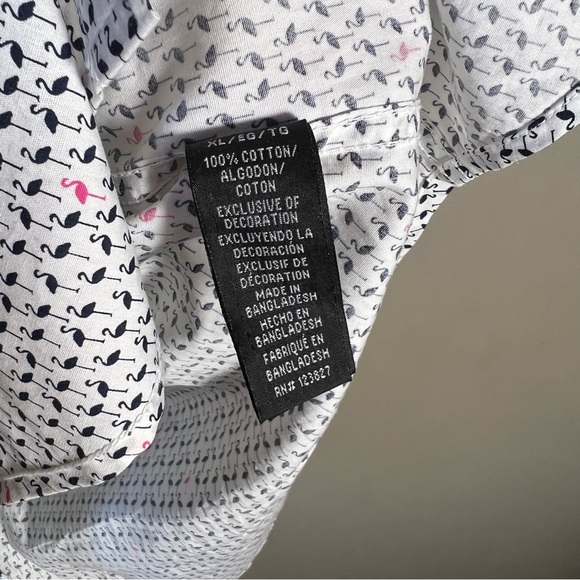 XL/EG/TG
100% COTTON/
ALGODON/
COTON
EXCLUSIVE OF
DECORATION
EXCLUYENDO LA
DECORACIÓN
EXCLUSIF DE
DÉCORATION
MADE IN
BANGLADESH
HECHO EN
BANGLADESH
FABRIQUÉ EN
BANGLADESH
RN# 123827